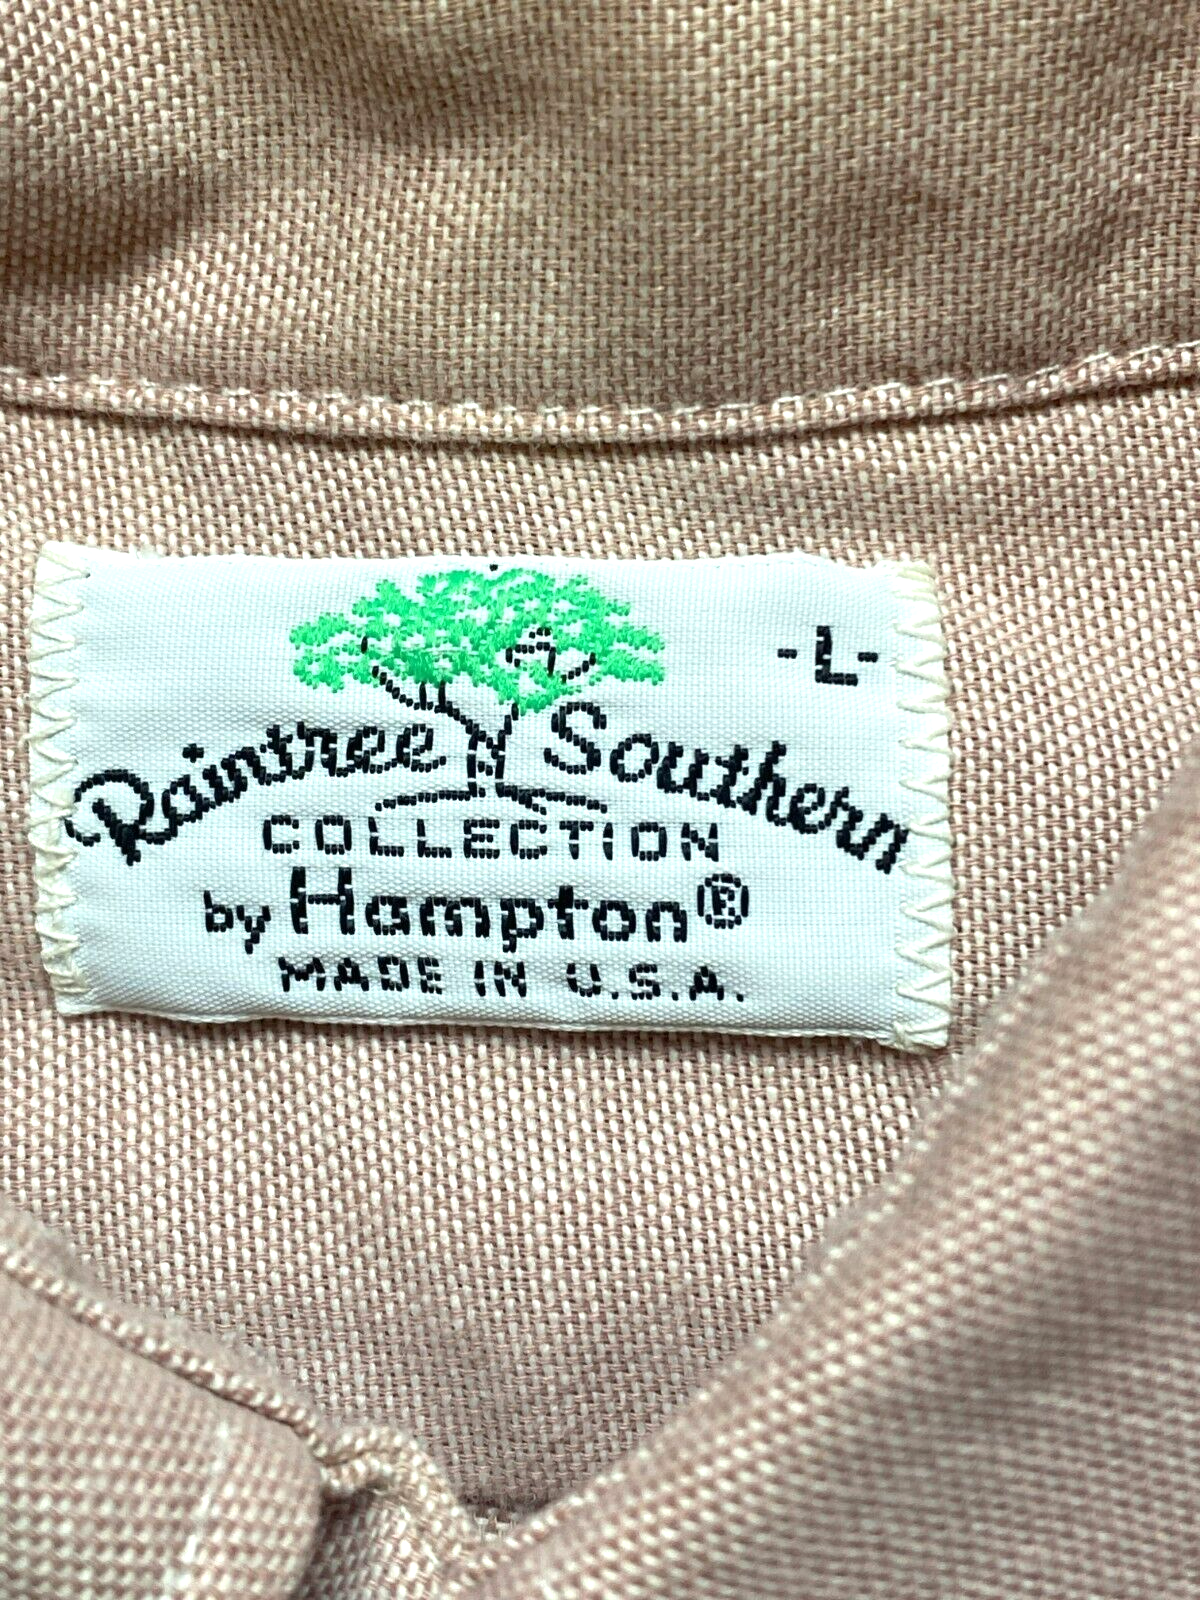 -L-
Raintree Southern
COLLECTION
by Hampton®
MADE IN U.S.A.